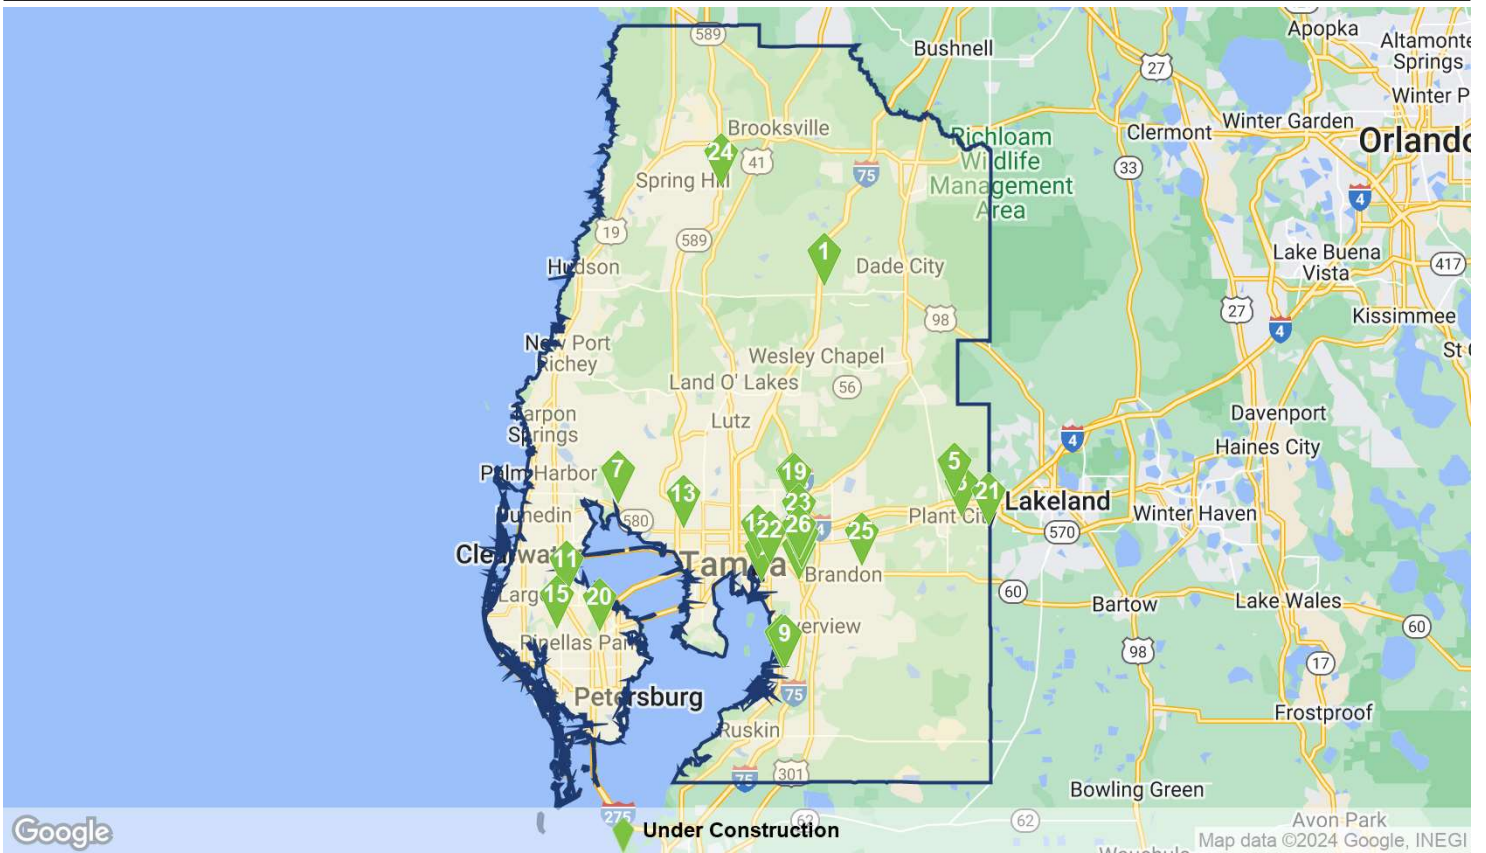 Apopka
589
Bushnell
Altamonte
Springs
27
Winter P
Winter Garden
Brooksville
Richloam
Wildlife
Management
Area
Clermont
Orlando
24
41
75
33
Spring Hill
4
19
589
1
Lake Buena
Vista
Hudson
Dade City
417
27
98
Kissimmee
4
New Port
Richey
Wesley Chapel
St
Land O' Lakes
56
Tarpon
Springs
Lutz
Davenport
4
Haines City
Palm Harbor
7
19
5
13
21
Lakeland
23
Dunedin
580
22
26
4
25
Plant City
Winter Haven
570
Clearwater
11
Tampa
Brandon
15
20
Largo
60
Bartow
Lake Wales
9
verview
60
Pinellas Park
98
17
Petersburg
75
Frostproof
Ruskin
75
301
Bowling Green
275
62
62
Avon Park
Google
Under Construction
Map data ©2024 Google, INEGI
Wauchula